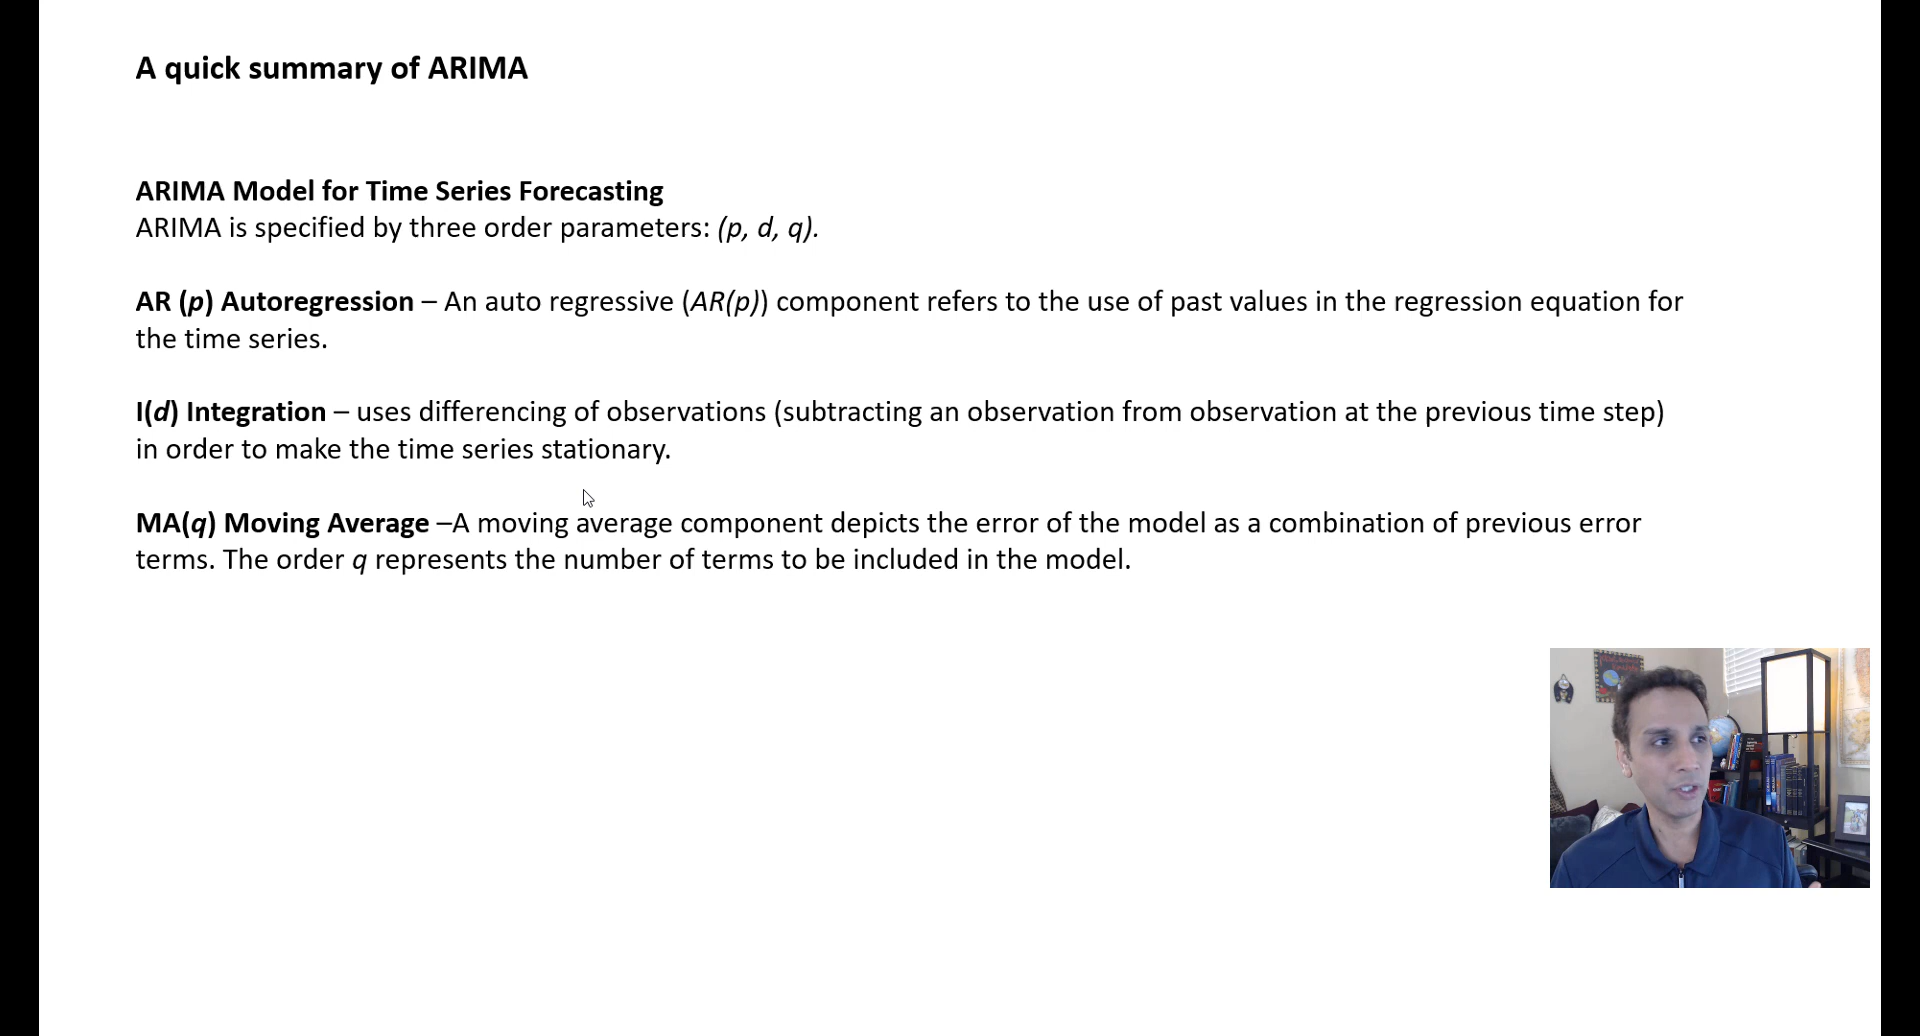 A quick summary of ARIMA
ARIMA Model for Time Series Forecasting
ARIMA is specified by three order parameters: (p, d, q).
AR (p) Autoregression – An auto regressive (AR(p)) component refers to the use of past values in the regression equation for
the time series.
I(d) Integration – uses differencing of observations (subtracting an observation from observation at the previous time step)
in order to make the time series stationary.
MA(q) Moving Average –A moving average component depicts the error of the model as a combination of previous error
terms. The order q represents the number of terms to be included in the model.